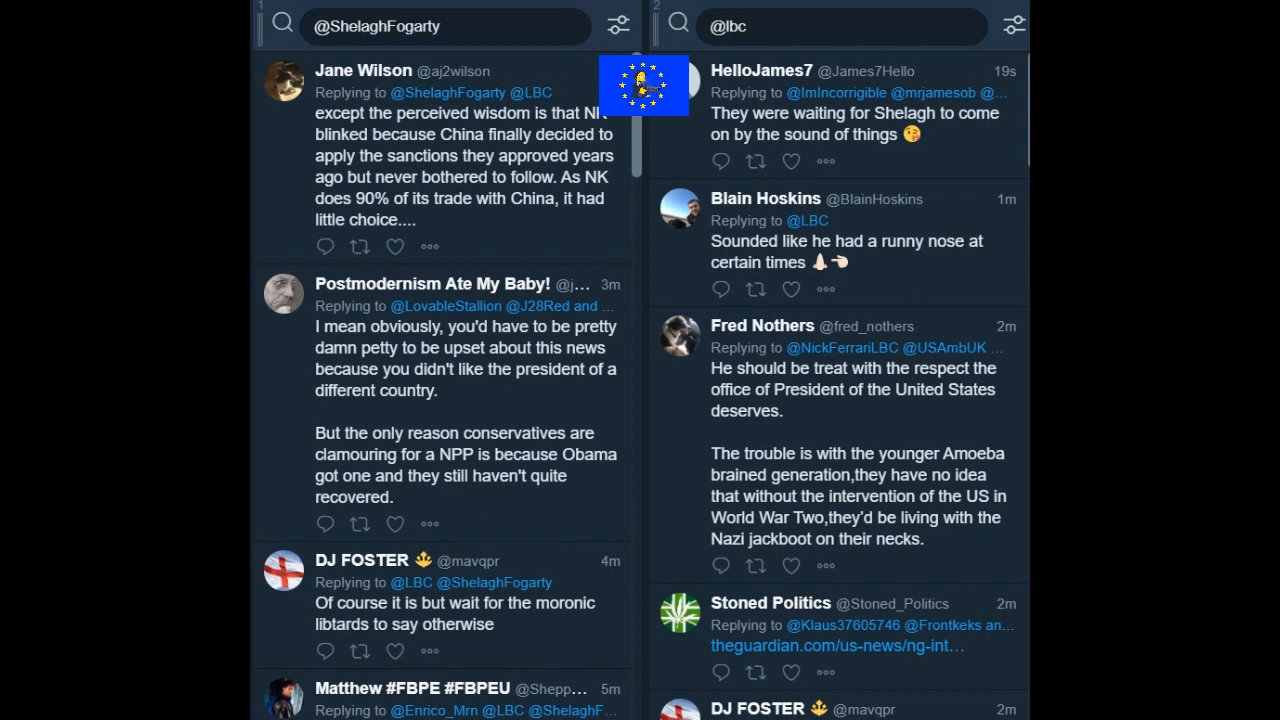 1
@ShelaghFogarty
Jane Wilson @aj2wilson
Replying to @ShelaghFogarty @LBC
except the perceived wisdom is that NK
blinked because China finally decided to
apply the sanctions they approved years
ago but never bothered to follow. As NK
does 90% of its trade with China, it had
little choice....
Postmodernism Ate My Baby! @j... 3m
Replying to @LovableStallion @J28Red and ...
I mean obviously, you'd have to be pretty
damn petty to be upset about this news
because you didn't like the president of a
different country.
But the only reason conservatives are
clamouring for a NPP is because Obama
got one and they still haven't quite
recovered.
DJ FOSTER @mavqpr 4m
Replying to @LBC @ShelaghFogarty
Of course it is but wait for the moronic
libtards to say otherwise
Matthew #FBPE #FBPEU @Shepp... 5m
Replying to @Enrico_Mrn @LBC @ShelaghF...
2
@lbc
HelloJames7 @James7Hello 19s
Replying to @ImIncorrigible @mrjamesob @...
They were waiting for Shelagh to come
on by the sound of things 😘
Blain Hoskins @BlainHoskins 1m
Replying to @LBC
Sounded like he had a runny nose at
certain times 👃🏻👈🏻
Fred Nothers @fred_nothers 2m
Replying to @NickFerrariLBC @USAmbUK ...
He should be treat with the respect the
office of President of the United States
deserves.
The trouble is with the younger Amoeba
brained generation,they have no idea
that without the intervention of the US in
World War Two,they'd be living with the
Nazi jackboot on their necks.
Stoned Politics @Stoned_Politics 2m
Replying to @Klaus37605746 @Frontkeks an...
theguardian.com/us-news/ng-int...
DJ FOSTER @mavqpr 2m